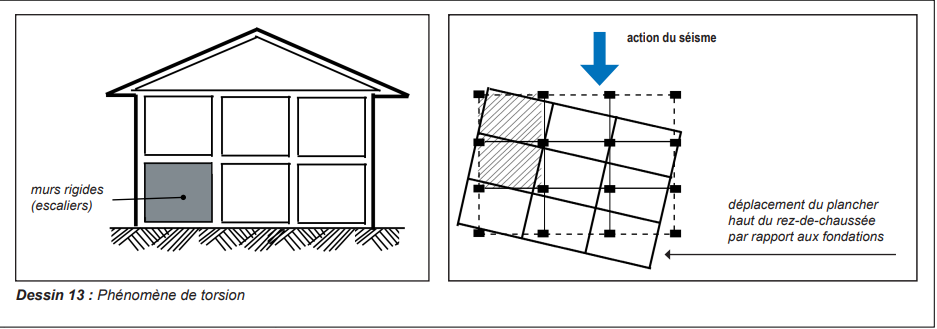 action du séisme
murs rigides
(escaliers)
déplacement du plancher
haut du rez-de-chaussée
par rapport aux fondations
Dessin 13 : Phénomène de torsion